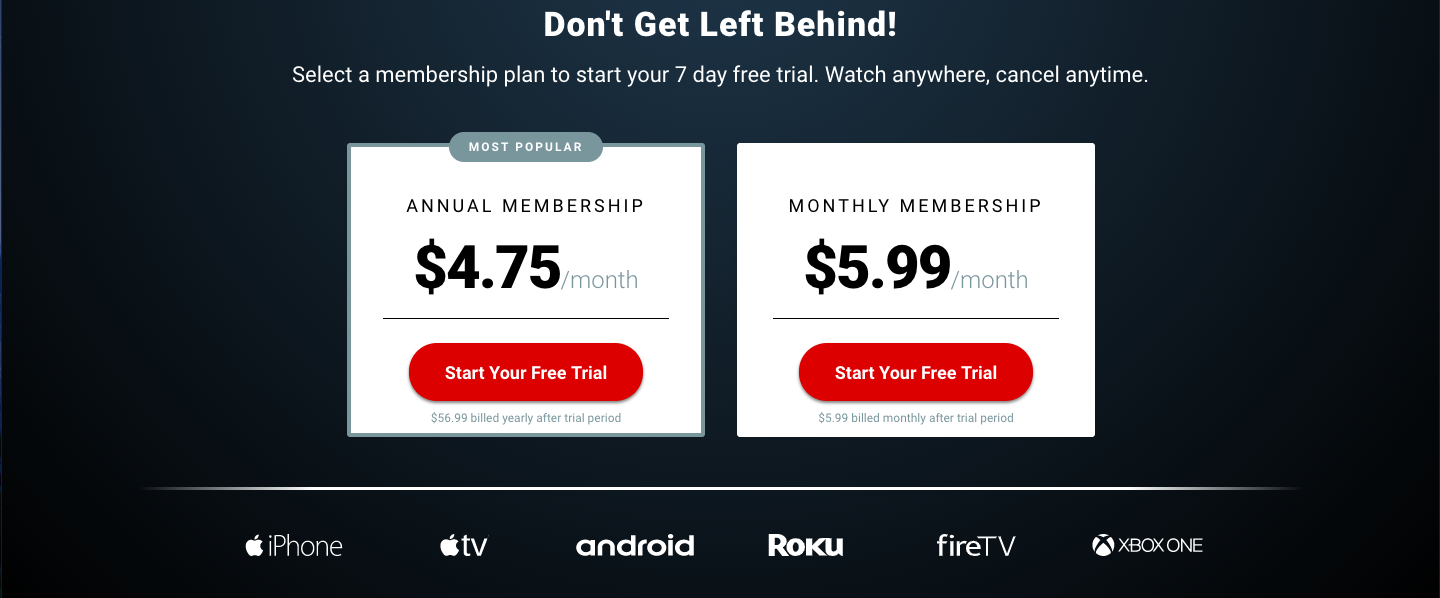 Don't Get Left Behind!
Select a membership plan to start your 7 day free trial. Watch anywhere, cancel anytime.
MOST POPULAR
ANNUAL MEMBERSHIP
$4.75/month
Start Your Free Trial
$56.99 billed yearly after trial period
MONTHLY MEMBERSHIP
$5.99/month
Start Your Free Trial
$5.99 billed monthly after trial period
iPhone
tv
android
ROKU
fireTV
XBOX ONE